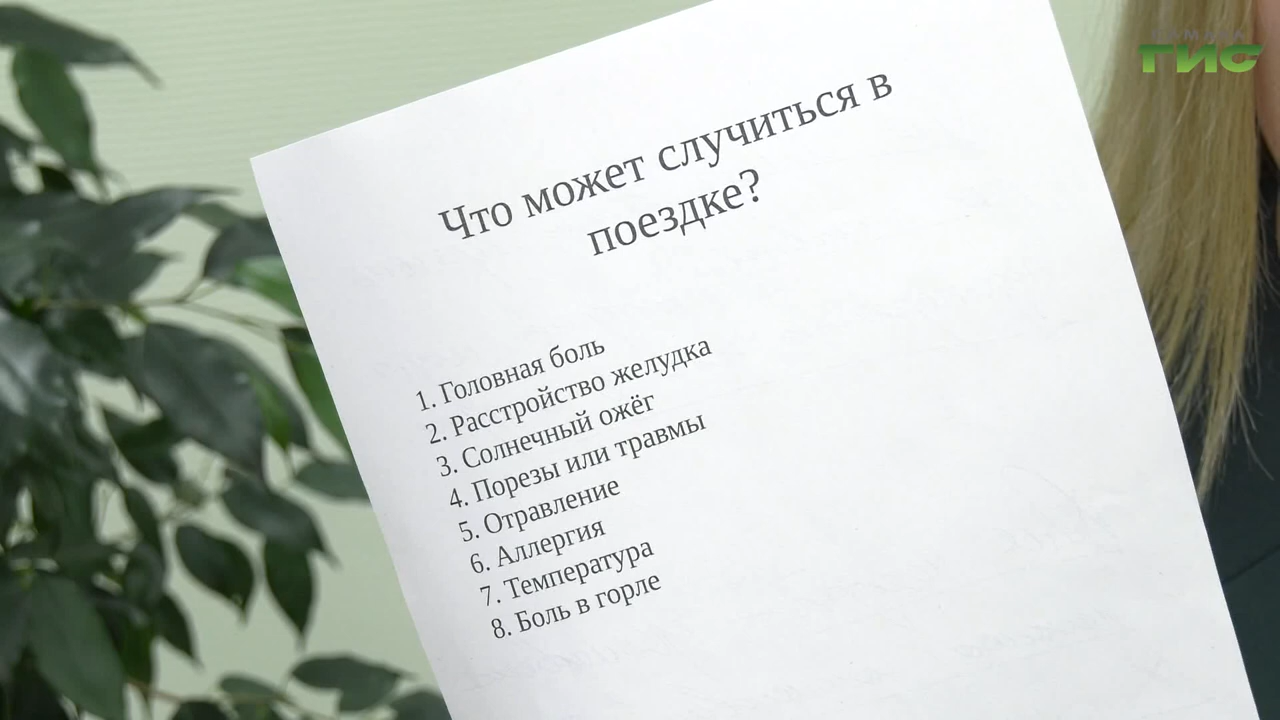 САМАРА
ГИС
Что может случиться в
поездке?
1. Головная боль
2. Расстройство желудка
3. Солнечный ожёг
4. Порезы или травмы
5. Отравление
6. Аллергия
7. Температура
8. Боль в горле